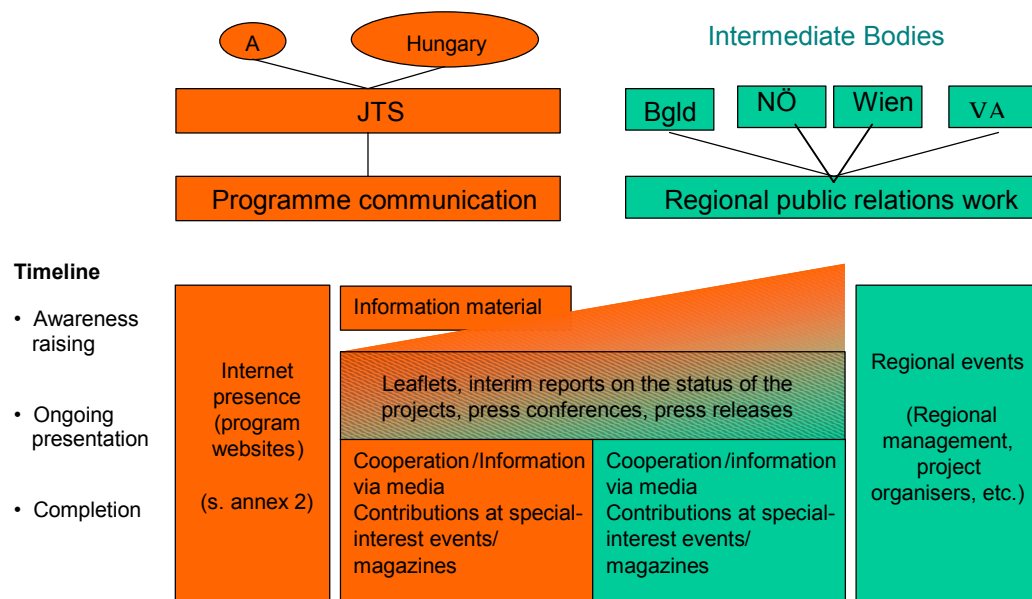 A
Hungary
Intermediate Bodies
JTS
Bgld
NÖ
Wien
VA
Programme communication
Regional public relations work
Timeline
• Awareness
raising
• Ongoing
presentation
• Completion
Internet
presence
(program
websites)
(s. annex 2)
Information material
Leaflets, interim reports on the status of the
projects, press conferences, press releases
Cooperation/Information
via media
Contributions at special-
interest events/
magazines
Cooperation/information
via media
Contributions at special-
interest events/
magazines
Regional events
(Regional
management,
project
organisers, etc.)